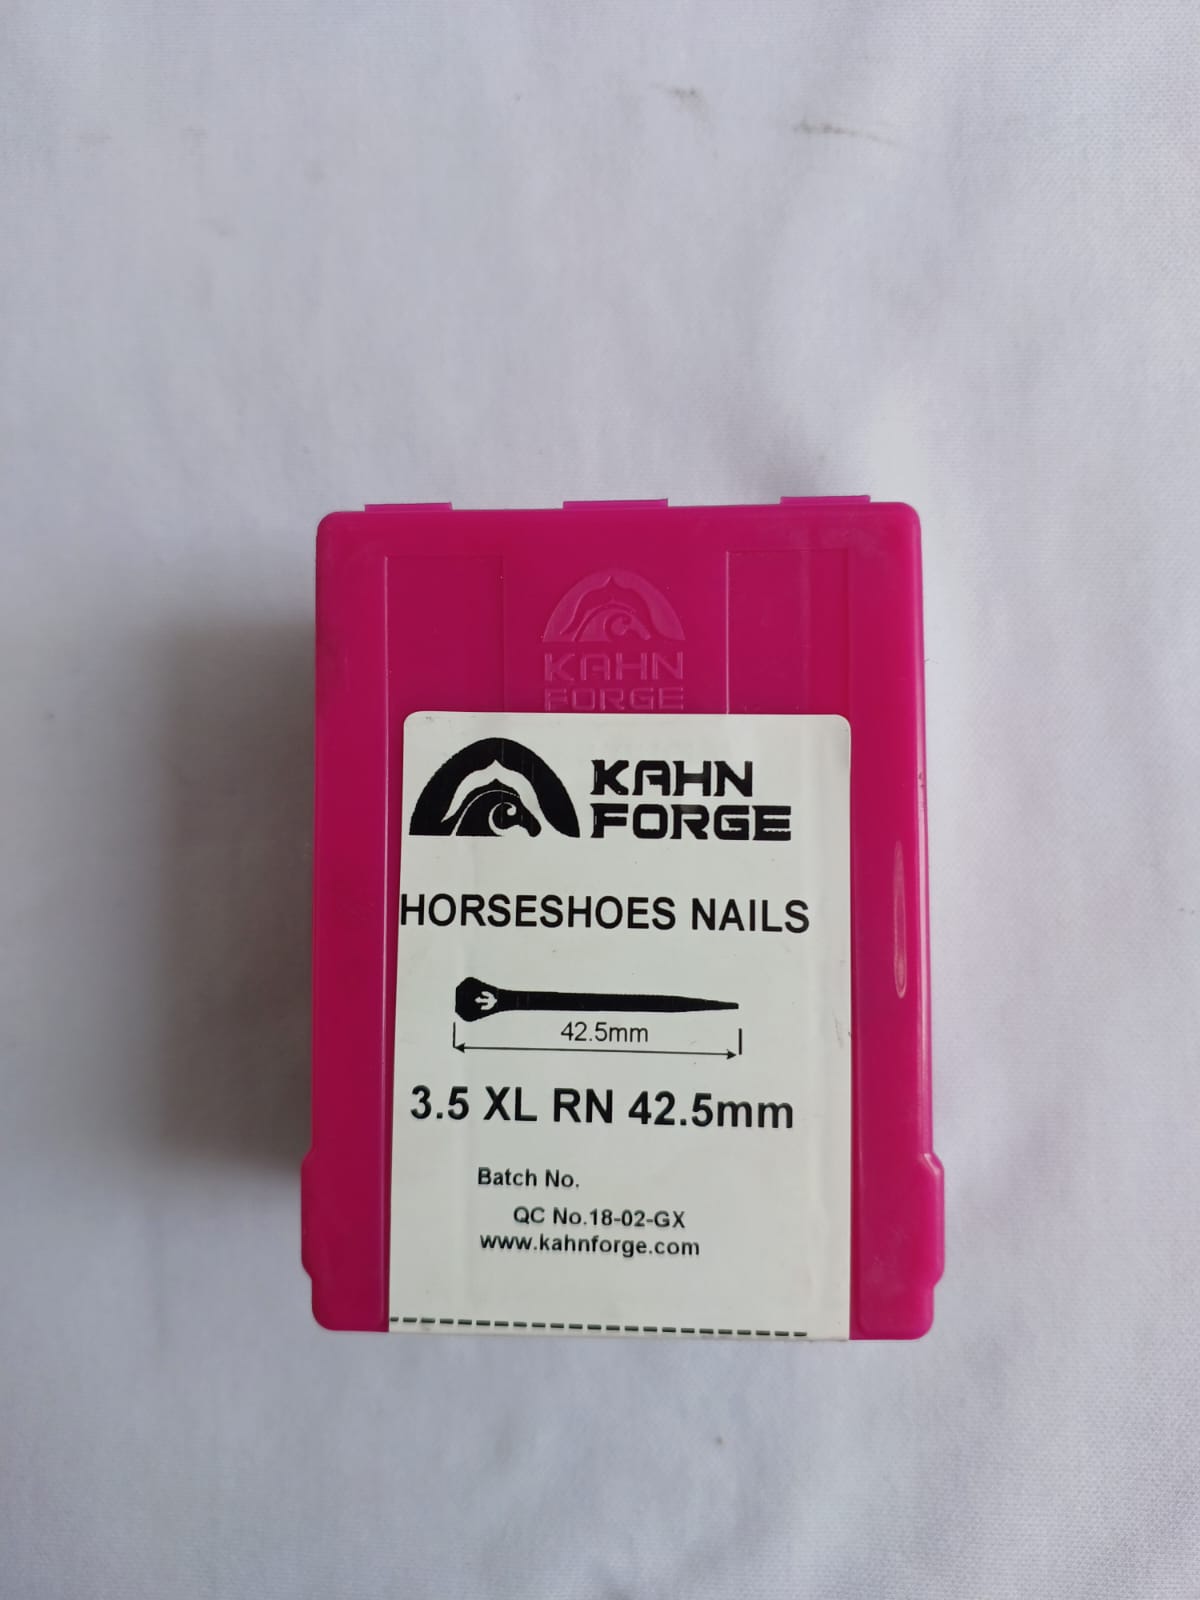 KAHN
FORGE
KAHN
FORGE
HORSESHOES NAILS
42.5mm
3.5 XL RN 42.5mm
Batch No.
QC No.18-02-GX
www.kahnforge.com